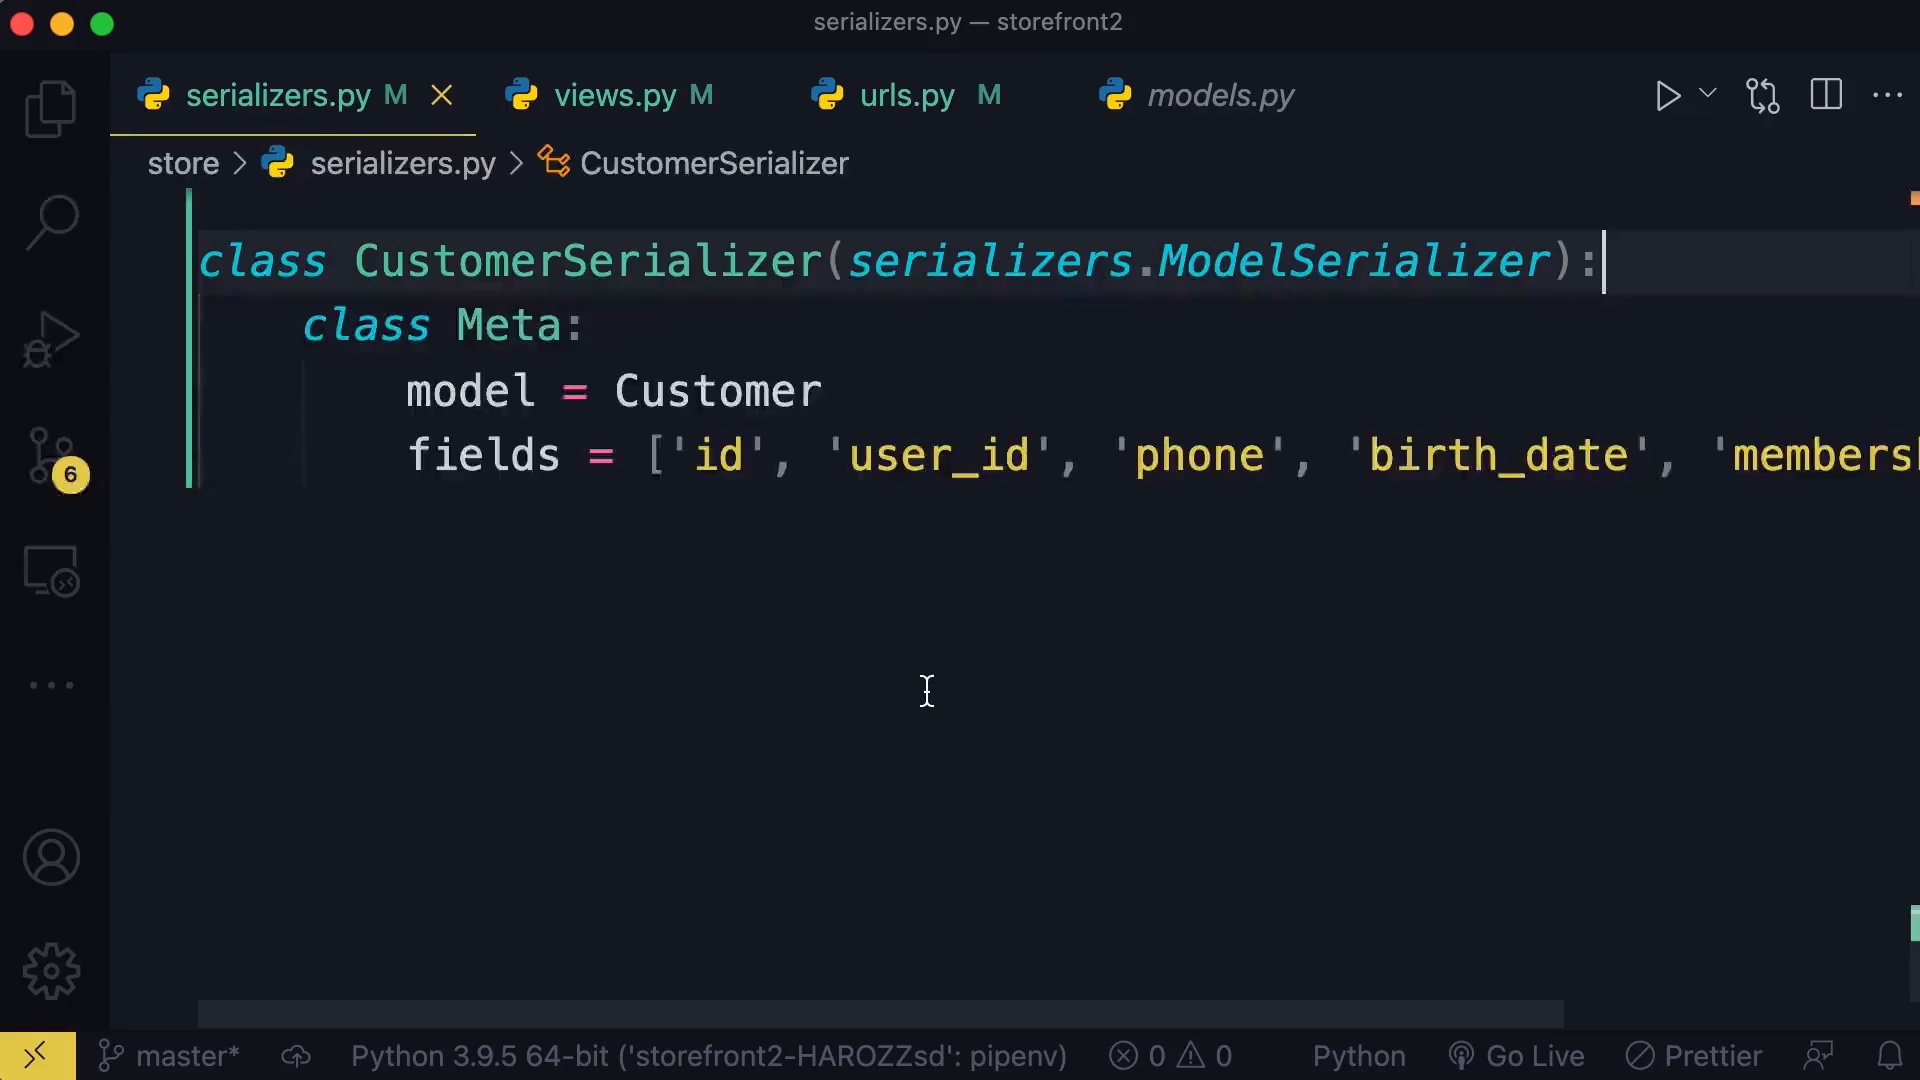 serializers.py — storefront2
serializers.py M views.py M urls.py M models.py
store > serializers.py > CustomerSerializer
class CustomerSerializer(serializers.ModelSerializer):
class Meta:
model = Customer
fields = ['id', 'user_id', 'phone', 'birth_date',
6
master* Python 3.9.5 64-bit ('storefront2-HAROZZsd': pipenv) 0 0 Python Go Live Prettier